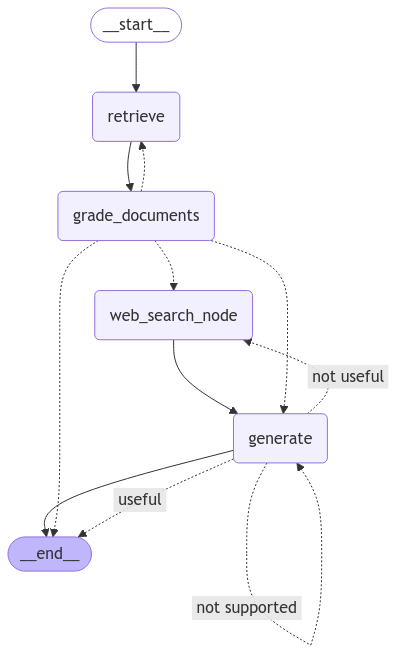 __start__
retrieve
grade_documents
web_search_node
not useful
generate
useful
__end__
not supported